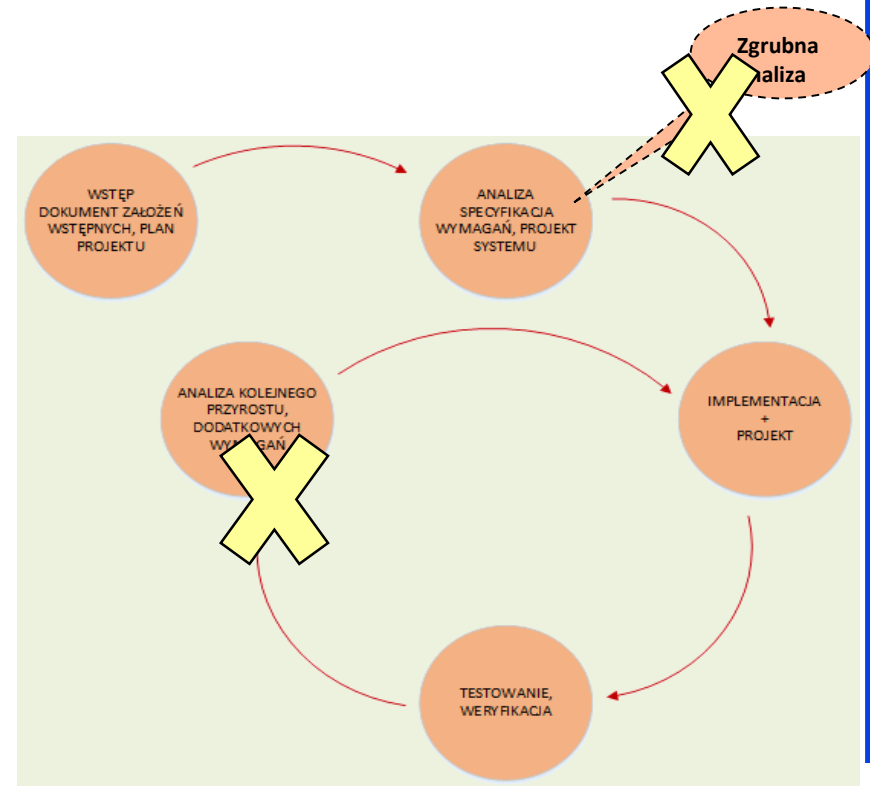 Zgrubna
WSTĘP
DOKUMENT ZAŁOŻEŃ
WSTĘPNYCH, PLAN
PROJEKTU
ANALIZA
SPECYFIKACJA
WYMAGAŃ, PROJEKT
SYSTEMU
ANALIZA KOLEJNEGO
PRZYROSTU,
DODATKOWYCH
IMPLEMENTACJA
+
PROJEKT
TESTOWANIE,
WERYFIKACJA